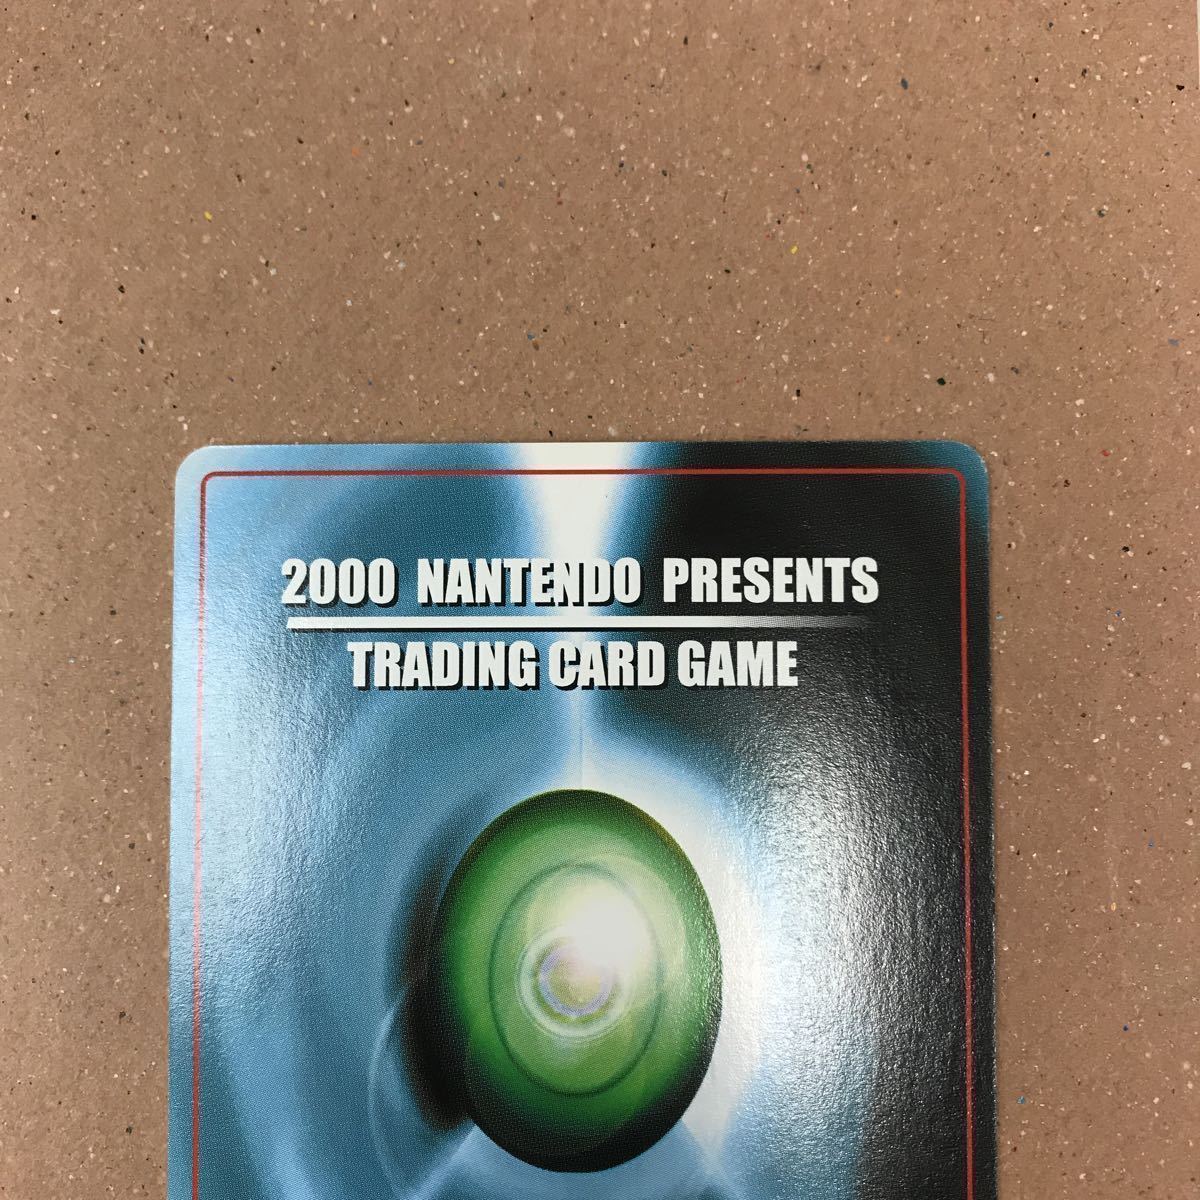 2000 NANTENDO PRESENTS
TRADING CARD GAME